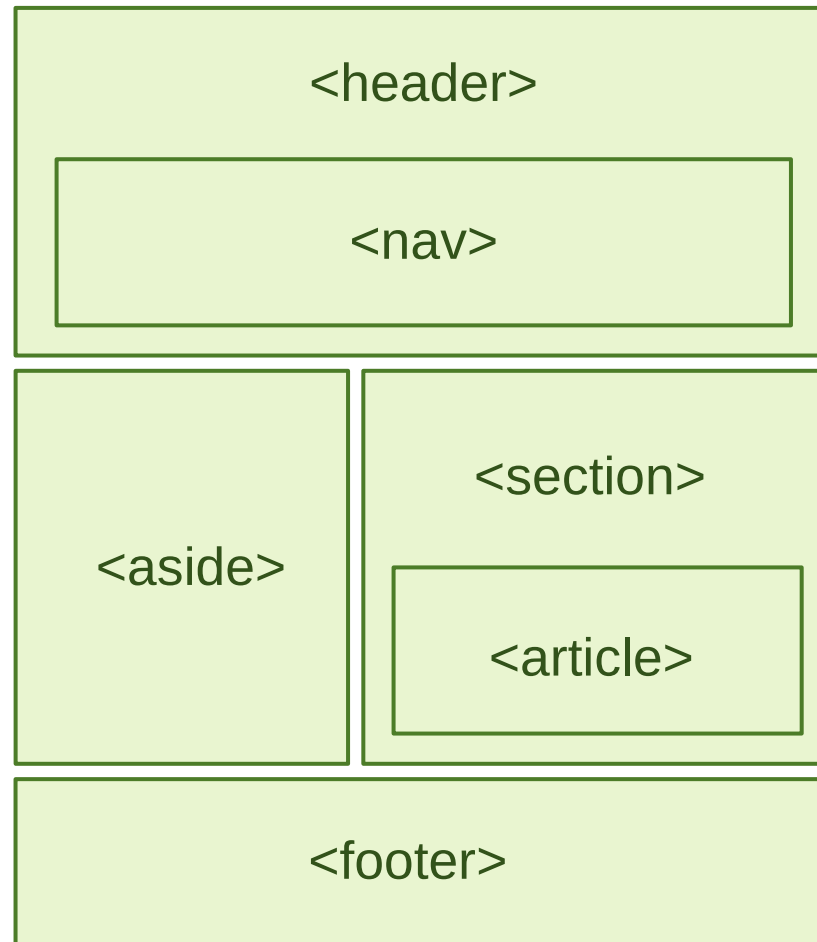 <header>
<nav>
<aside>
<section>
<article>
<footer>